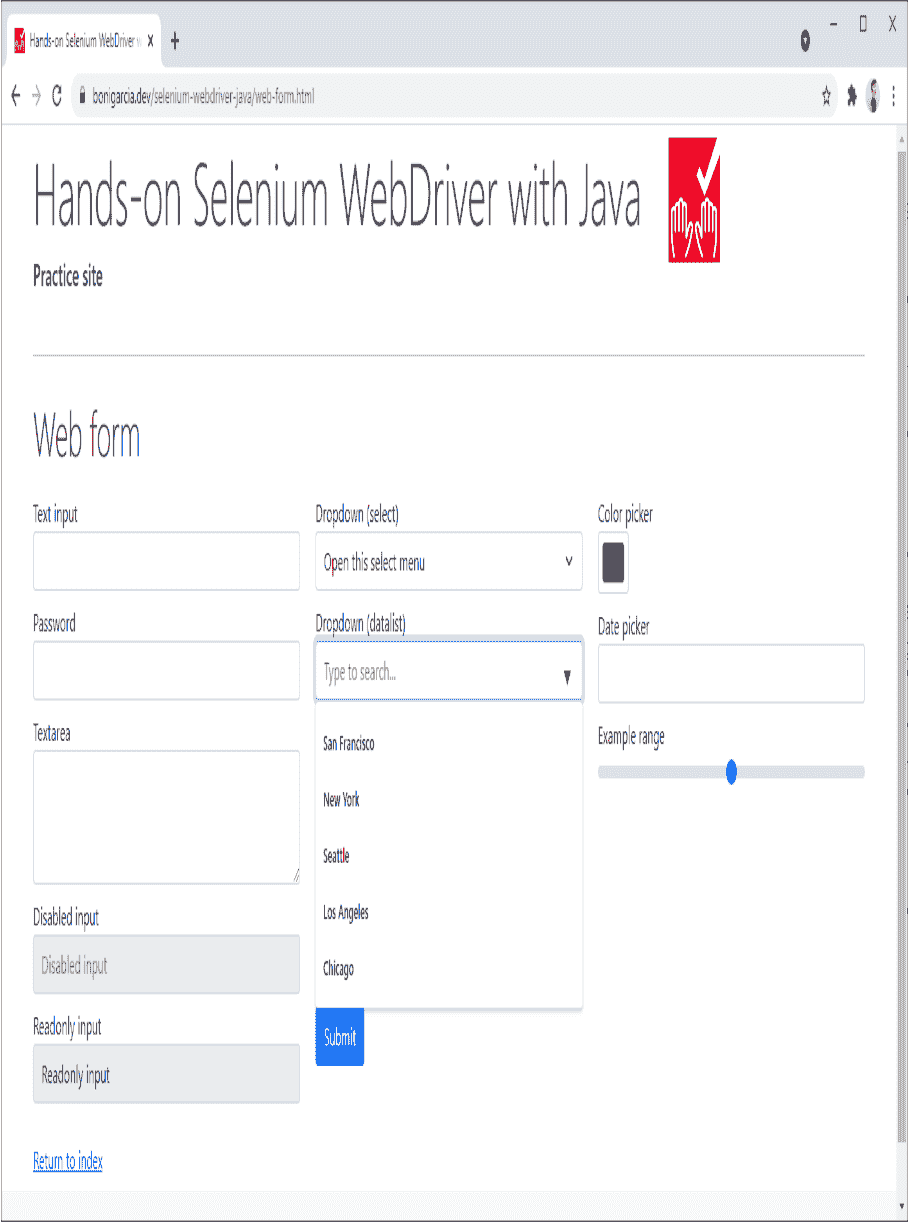 Hands-on Selenium WebDriver w
bonigarcia.dev/selenium-webdriver-java/web-form.html
Hands-on Selenium WebDriver with Java
Practice site
Web form
Text input
Password
Textarea
Disabled input
Disabled input
Readonly input
Readonly input
Return to index
Dropdown (select)
Open this select menu
Dropdown (datalist)
Type to search...
San Francisco
New York
Seattle
Los Angeles
Chicago
Submit
Color picker
Date picker
Example range